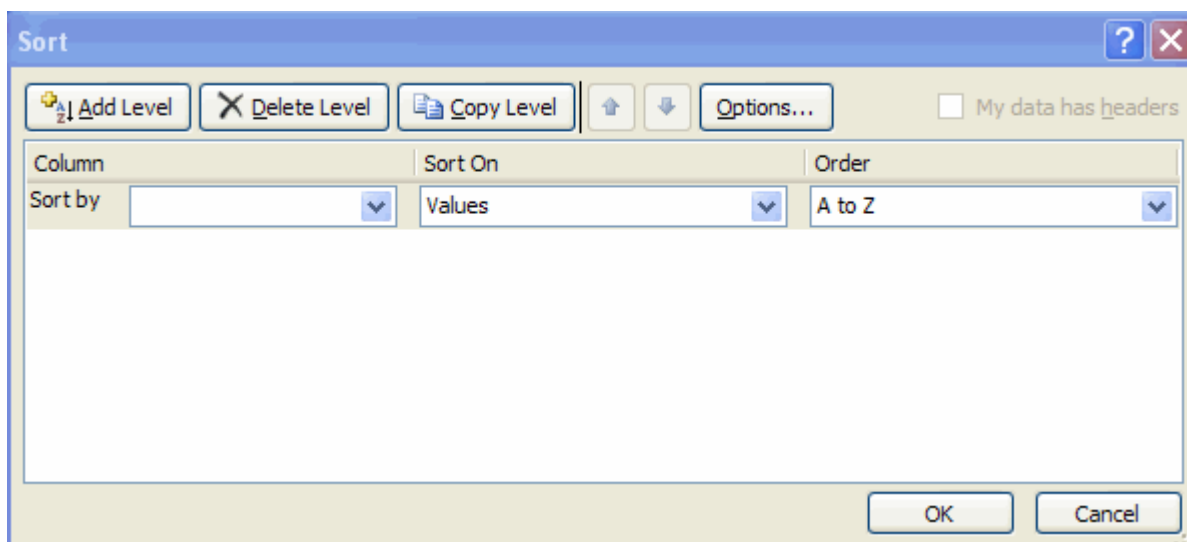 Sort
Add Level Delete Level Copy Level Options... My data has headers
Column Sort On Order
Sort by Values A to Z
OK Cancel